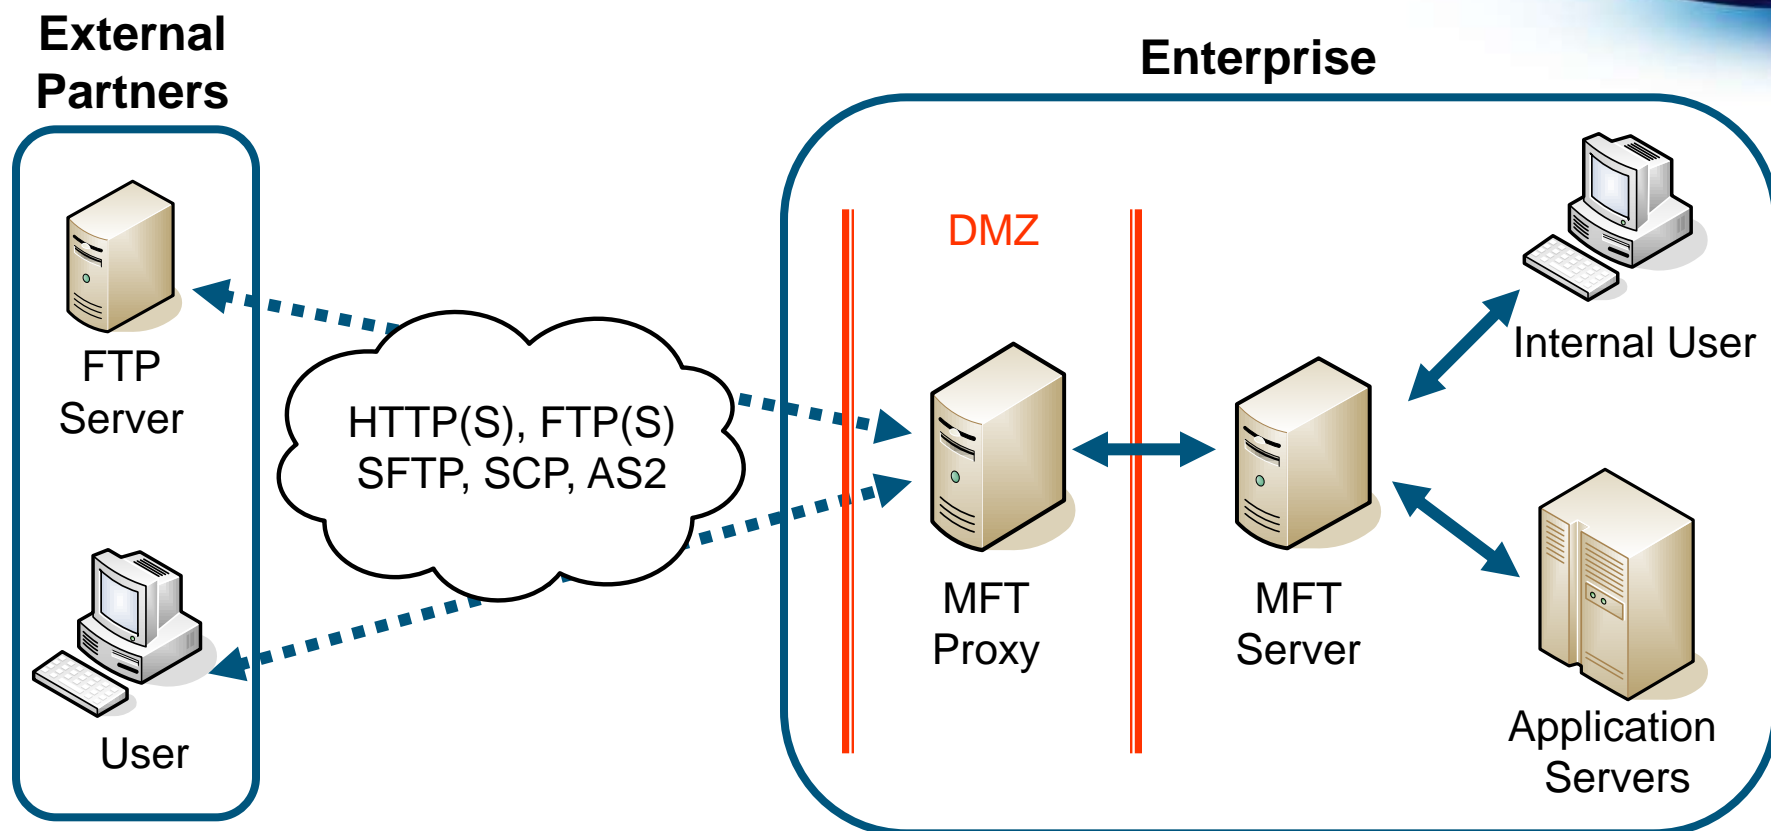 External
Partners
Enterprise
DMZ
FTP
Server
HTTP(S), FTP(S)
SFTP, SCP, AS2
Internal User
MFT
Proxy
MFT
Server
User
Application
Servers